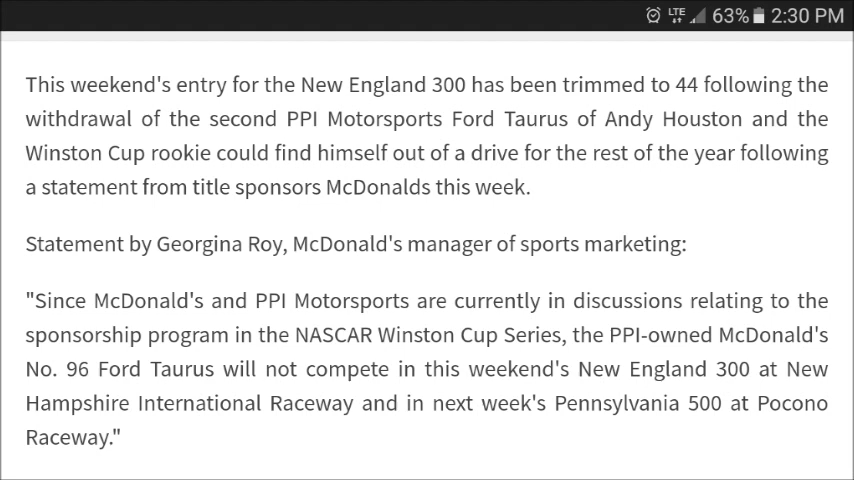 LTE 63% 2:30 PM
This weekend's entry for the New England 300 has been trimmed to 44 following the
withdrawal of the second PPI Motorsports Ford Taurus of Andy Houston and the
Winston Cup rookie could find himself out of a drive for the rest of the year following
a statement from title sponsors McDonalds this week.
Statement by Georgina Roy, McDonald's manager of sports marketing:
"Since McDonald's and PPI Motorsports are currently in discussions relating to the
sponsorship program in the NASCAR Winston Cup Series, the PPI-owned McDonald's
No. 96 Ford Taurus will not compete in this weekend's New England 300 at New
Hampshire International Raceway and in next week's Pennsylvania 500 at Pocono
Raceway."